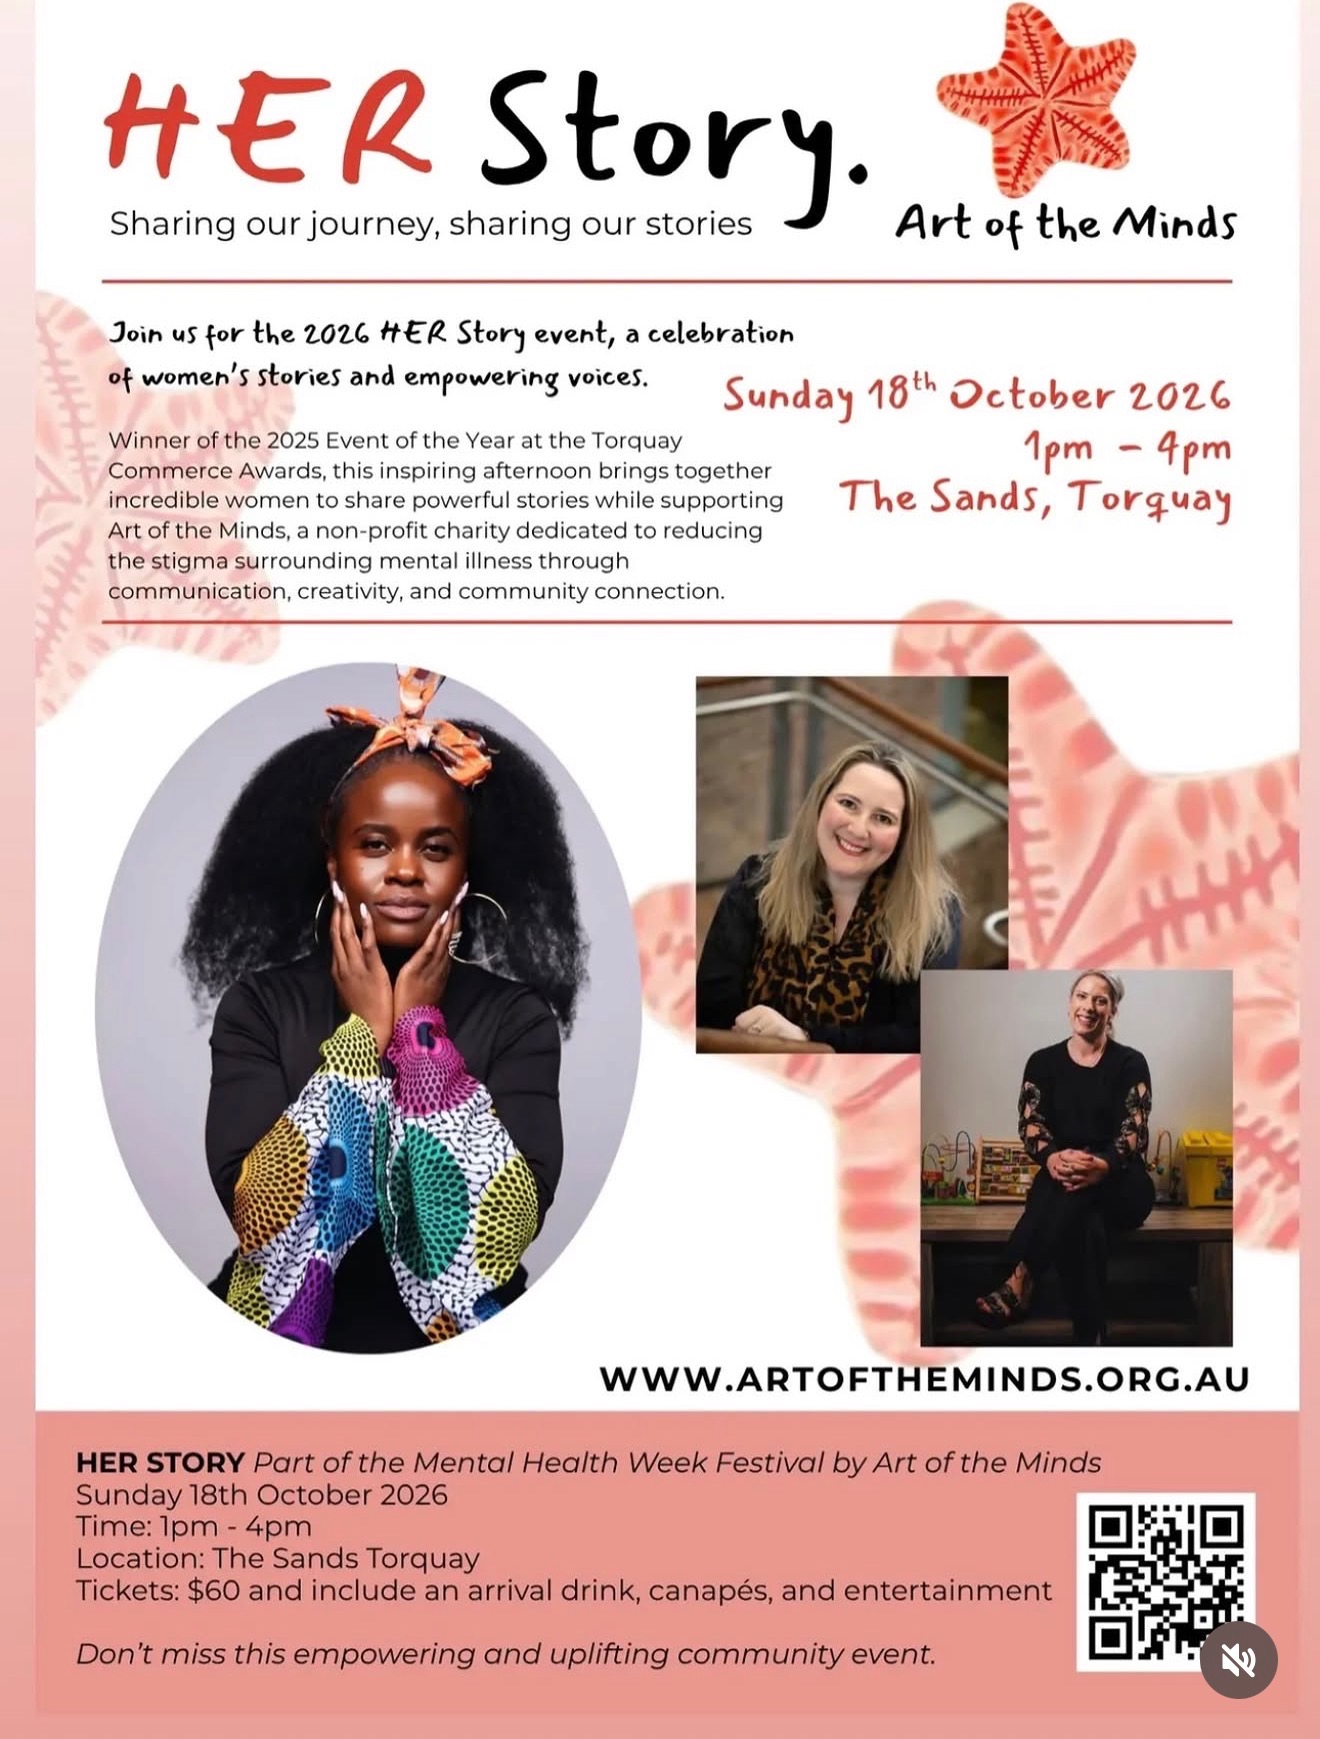 HER Story.
Sharing our journey, sharing our stories
Art of the Minds
Join us for the 2026 HER Story event, a celebration
of women's stories and empowering voices.
Winner of the 2025 Event of the Year at the Torquay
Commerce Awards, this inspiring afternoon brings together
incredible women to share powerful stories while supporting
Art of the Minds, a non-profit charity dedicated to reducing
the stigma surrounding mental illness through
communication, creativity, and community connection.
Sunday 18th October 2026
1pm – 4pm
The Sands, Torquay
WWW.ARTOFTHEMINDS.ORG.AU
HER STORY Part of the Mental Health Week Festival by Art of the Minds
Sunday 18th October 2026
Time: 1pm - 4pm
Location: The Sands Torquay
Tickets: $60 and include an arrival drink, canapés, and entertainment
Don't miss this empowering and uplifting community event.